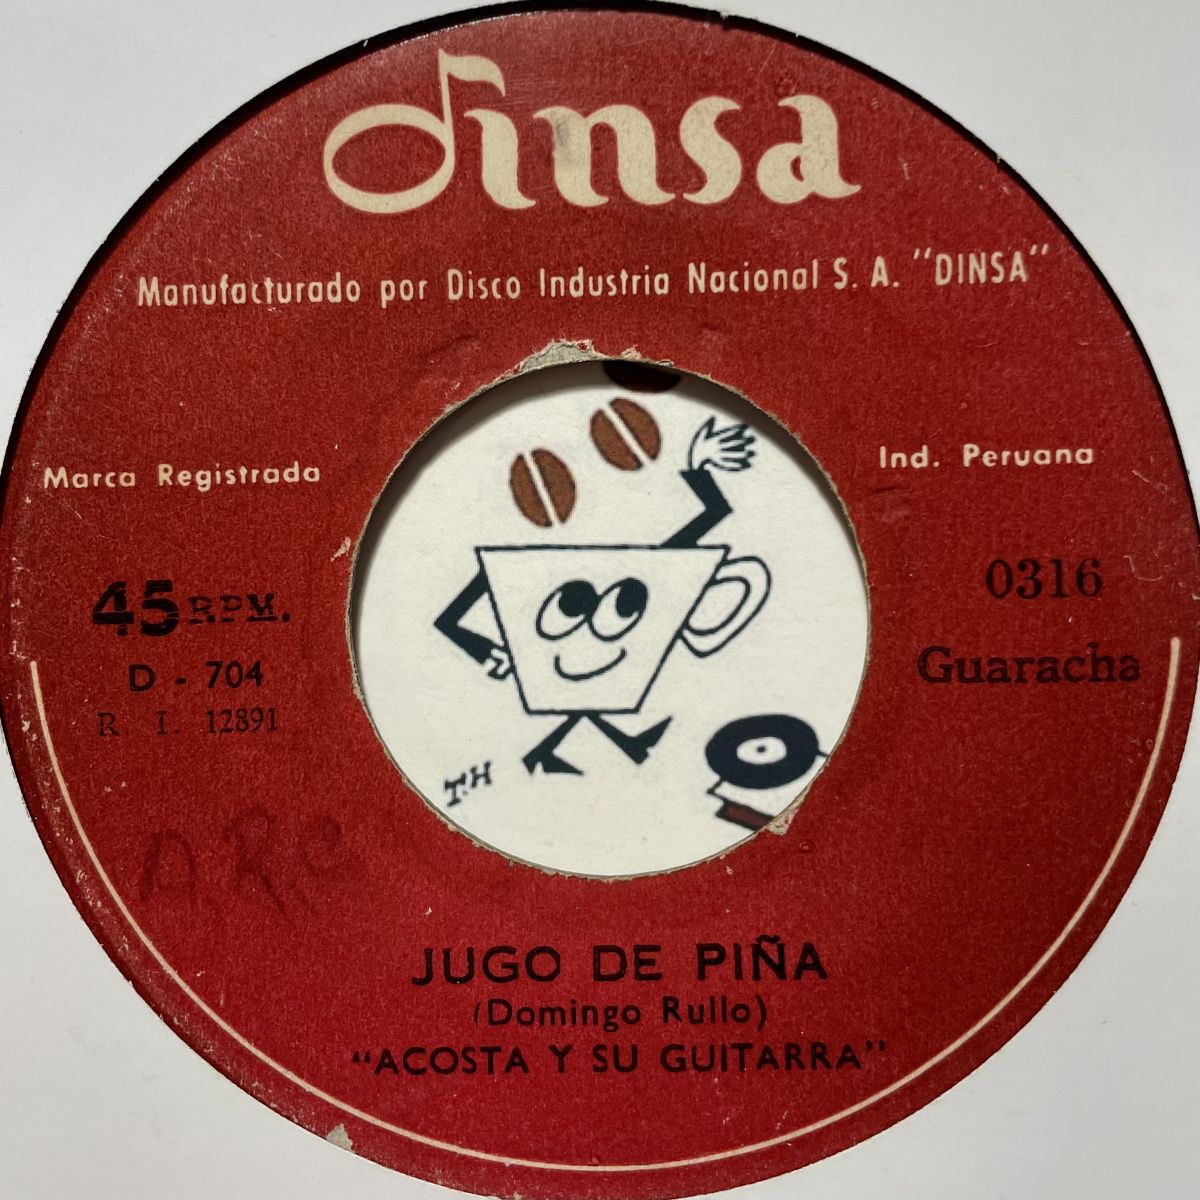 dinsa
Manufacturado por Disco Industria Nacional S. A. "DINSA"
Marca Registrada
Ind. Peruana
45 RPM.
D - 704
R. I. 12891
0316
Guaracha
T.H
A.R.C
JUGO DE PIÑA
(Domingo Rullo)
"ACOSTA Y SU GUITARRA"